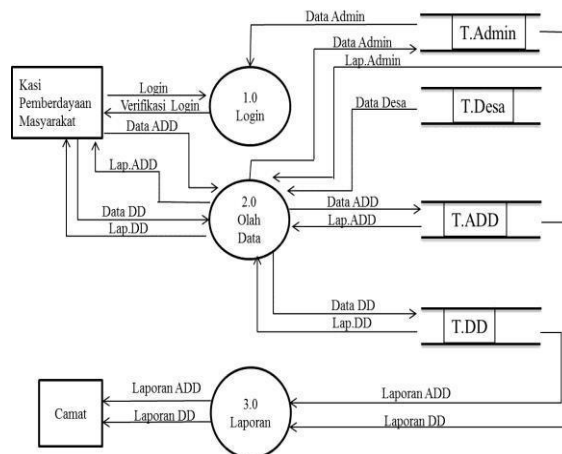 Data Admin
T.Admin
Data Admin
Lap.Admin
Kasi
Pemberdayaan
Masyarakat
Login
Verifikasi Login
1.0
Login
Data Desa
T.Desa
Data ADD
Lap.ADD
2.0
Olah
Data
Data ADD
Lap.ADD
T.ADD
Data DD
Lap.DD
Data DD
Lap.DD
T.DD
Camat
Laporan ADD
Laporan DD
3.0
Laporan
Laporan ADD
Laporan DD